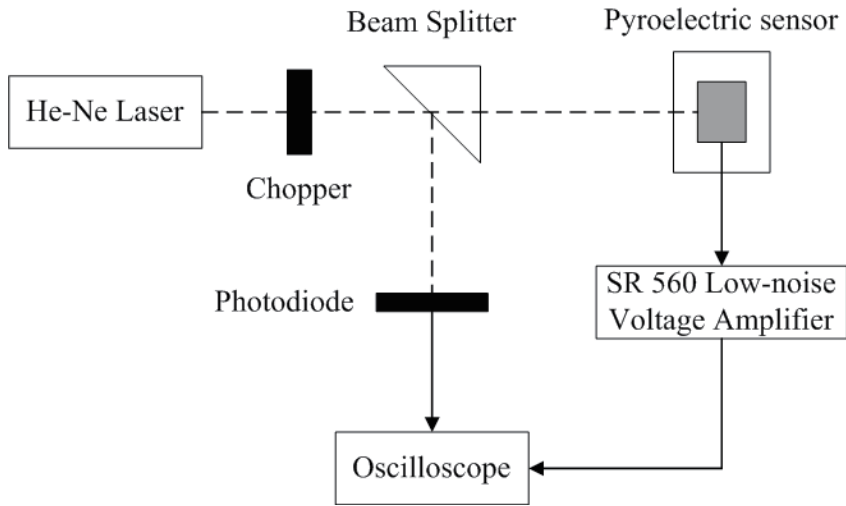 Beam Splitter
Pyroelectric sensor
He-Ne Laser
Chopper
Photodiode
SR 560 Low-noise
Voltage Amplifier
Oscilloscope